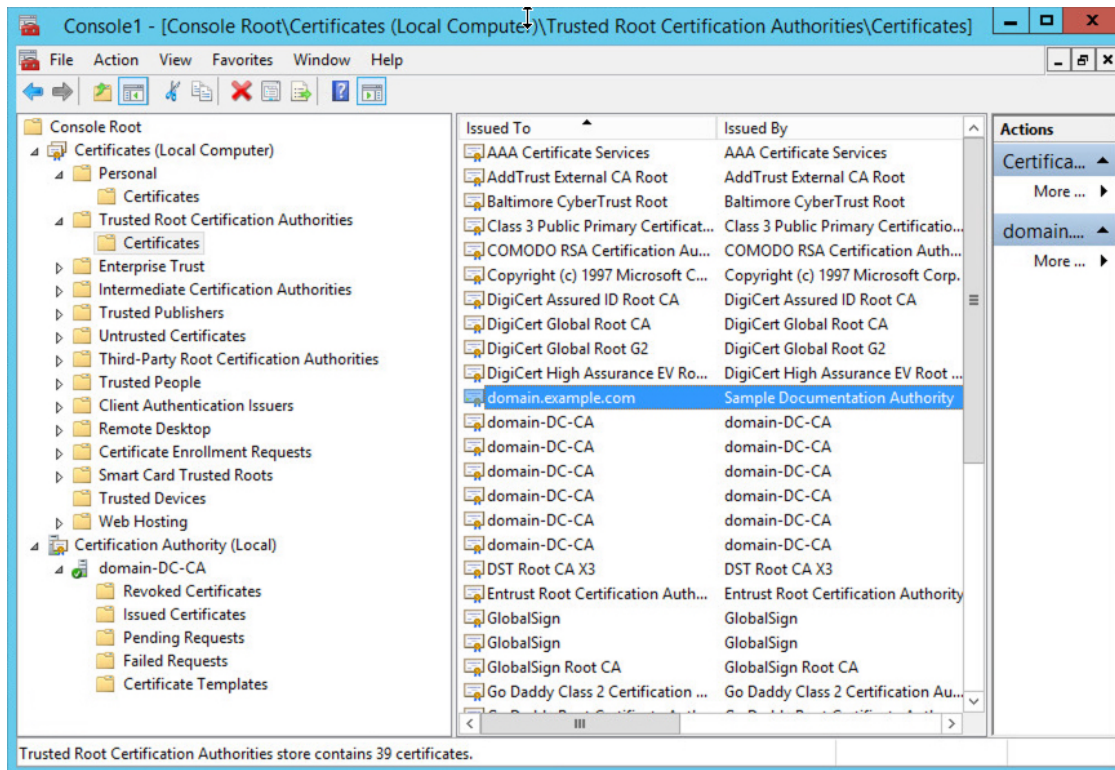 Console1 - [Console Root\Certificates (Local Computer)\Trusted Root Certification Authorities\Certificates]
File Action View Favorites Window Help
Console Root
Certificates (Local Computer)
Personal
Certificates
Trusted Root Certification Authorities
Certificates
Enterprise Trust
Intermediate Certification Authorities
Trusted Publishers
Untrusted Certificates
Third-Party Root Certification Authorities
Trusted People
Client Authentication Issuers
Remote Desktop
Certificate Enrollment Requests
Smart Card Trusted Roots
Trusted Devices
Web Hosting
Certification Authority (Local)
domain-DC-CA
Revoked Certificates
Issued Certificates
Pending Requests
Failed Requests
Certificate Templates
Issued To Issued By
AAA Certificate Services AAA Certificate Services
AddTrust External CA Root AddTrust External CA Root
Baltimore CyberTrust Root Baltimore CyberTrust Root
Class 3 Public Primary Certificat... Class 3 Public Primary Certificatio...
COMODO RSA Certification Au... COMODO RSA Certification Auth...
Copyright (c) 1997 Microsoft C... Copyright (c) 1997 Microsoft Corp.
DigiCert Assured ID Root CA DigiCert Assured ID Root CA
DigiCert Global Root CA DigiCert Global Root CA
DigiCert Global Root G2 DigiCert Global Root G2
DigiCert High Assurance EV Ro... DigiCert High Assurance EV Root ...
domain.example.com Sample Documentation Authority
domain-DC-CA domain-DC-CA
domain-DC-CA domain-DC-CA
domain-DC-CA domain-DC-CA
domain-DC-CA domain-DC-CA
domain-DC-CA domain-DC-CA
domain-DC-CA domain-DC-CA
DST Root CA X3 DST Root CA X3
Entrust Root Certification Auth... Entrust Root Certification Authority
GlobalSign GlobalSign
GlobalSign GlobalSign
GlobalSign Root CA GlobalSign Root CA
Go Daddy Class 2 Certification ... Go Daddy Class 2 Certification Au...
Actions
Certifica...
More ...
domain....
More ...
Trusted Root Certification Authorities store contains 39 certificates.